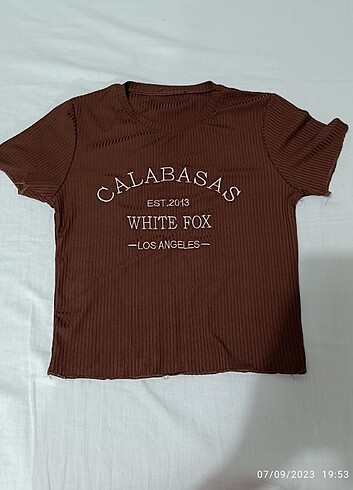 CALABASAS
EST.2013
WHITE FOX
—LOS ANGELES—
07/09/2023 19:53